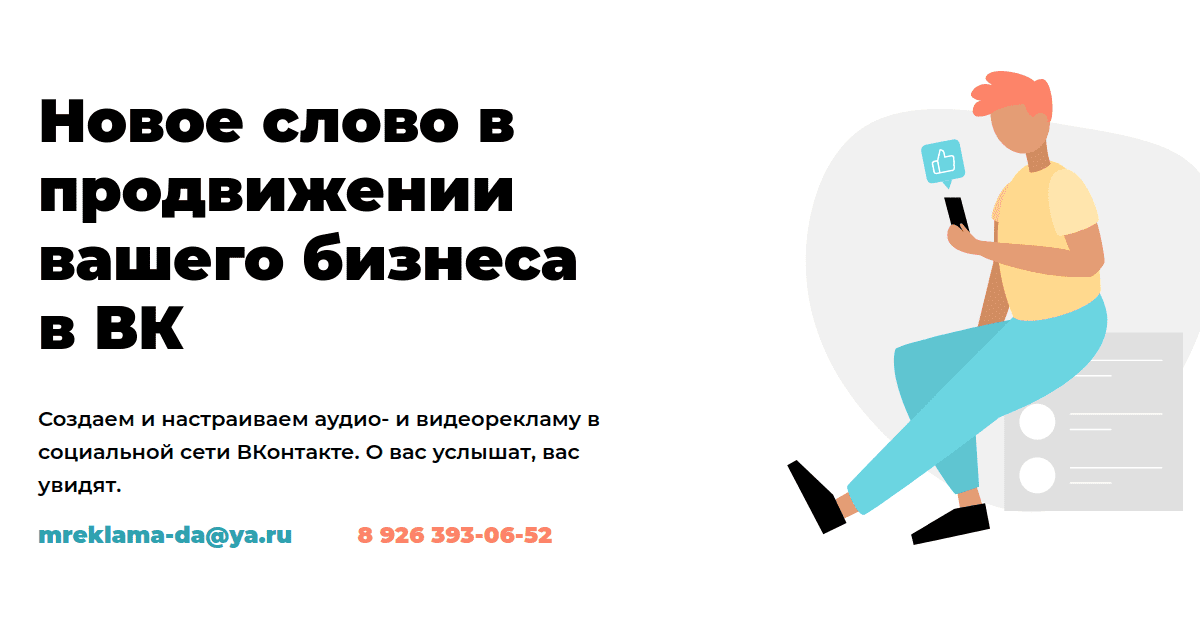 Новое слово в
продвижении
вашего бизнеса
в ВК
Создаем и настраиваем аудио- и видеорекламу в
социальной сети ВКонтакте. О вас услышат, вас
увидят.
mreklama-da@ya.ru 8 926 393-06-52